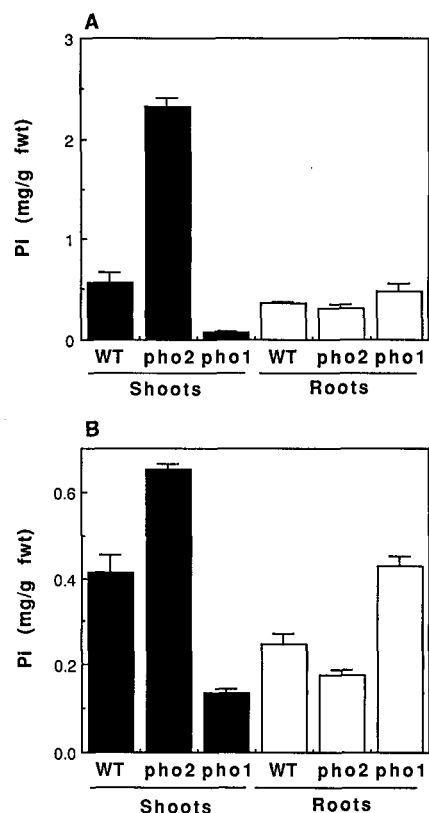 A
3
2
1
0
Pi (mg/g fwt)
WT pho2 pho1 WT pho2 pho1
Shoots Roots
B
0.6
0.4
0.2
0.0
Pi (mg/g fwt)
WT pho2 pho1 WT pho2 pho1
Shoots Roots